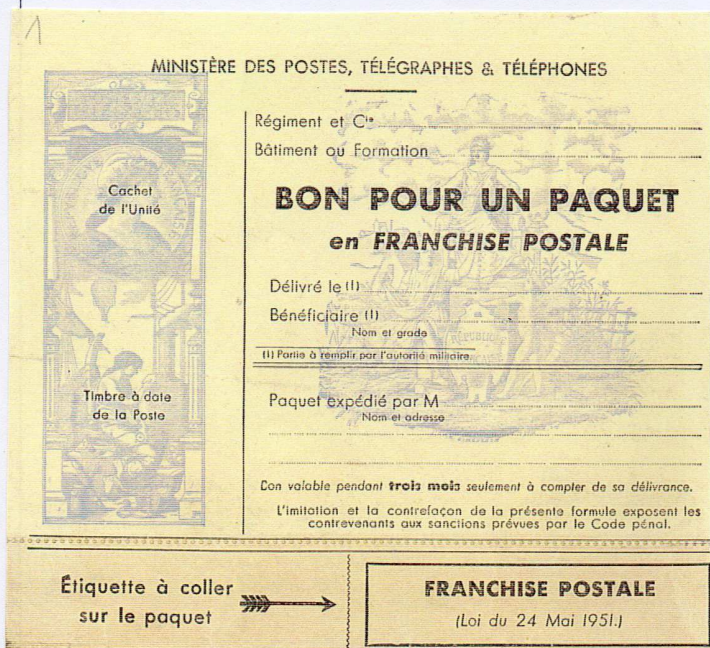 1
MINISTÈRE DES POSTES, TÉLÉGRAPHES & TÉLÉPHONES
Régiment et Cie
Bâtiment ou Formation
Cachet
de l'Unité
BON POUR UN PAQUET
en FRANCHISE POSTALE
Délivré le (1)
Bénéficiaire (1)
Nom et grade
RÉPUBLIQUE
(1) Partie à remplir par l'autorité militaire.
Timbre à date
de la Poste
Paquet expédié par M
Nom et adresse
Bon valable pendant trois mois seulement à compter de sa délivrance.
L'imitation et la contrefaçon de la présente formule exposent les
contrevenants aux sanctions prévues par le Code pénal.
Étiquette à coller
sur le paquet
FRANCHISE POSTALE
(Loi du 24 Mai 1951.)